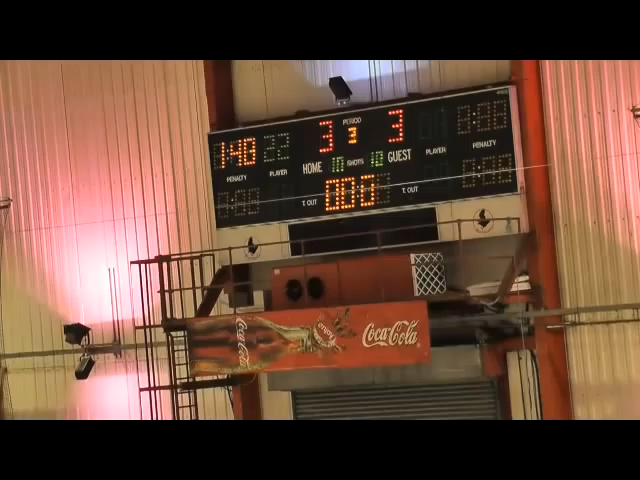 PERIOD
1:40 22 3 3 3
HOME 10 SHOTS 10 GUEST PLAYER PENALTY
PENALTY PLAYER
T. OUT 00:0 T. OUT
Coca-Cola enjoy Coca-Cola